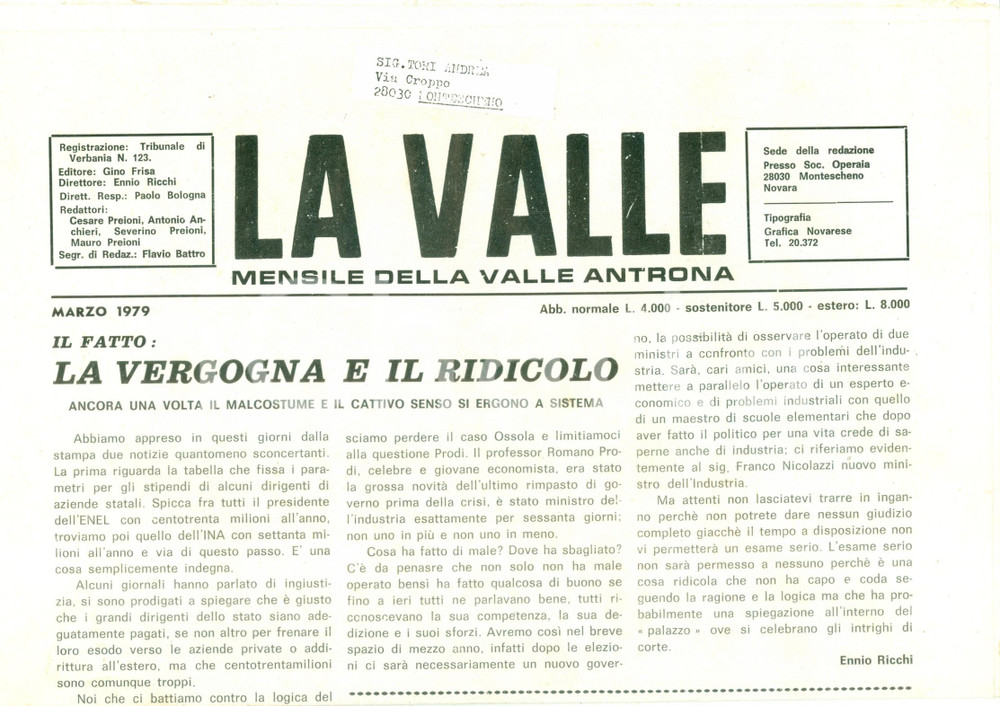 SIG. TOMI ANDREA
Via Croppo
28030 MONTESCHENO
Registrazione: Tribunale di
Verbania N. 123.
Editore: Gino Frisa
Direttore: Ennio Ricchi
Dirett. Resp.: Paolo Bologna
Redattori:
Cesare Preioni, Antonio An-
chieri, Severino Preioni,
Mauro Preioni
Segr. di Redaz.: Flavio Battro
LA VALLE
MENSILE DELLA VALLE ANTRONA
Sede della redazione
Presso Soc. Operaia
28030 Montescheno
Novara
Tipografia
Grafica Novarese
Tel. 20.372
MARZO 1979
Abb. normale L. 4.000 - sostenitore L. 5.000 - estero: L. 8.000
IL FATTO:
LA VERGOGNA E IL RIDICOLO
ANCORA UNA VOLTA IL MALCOSTUME E IL CATTIVO SENSO SI ERGONO A SISTEMA
Abbiamo appreso in questi giorni dalla
stampa due notizie quantomeno sconcertanti.
La prima riguarda la tabella che fissa i para-
metri per gli stipendi di alcuni dirigenti di
aziende statali. Spicca fra tutti il presidente
dell'ENEL con centotrenta milioni all'anno,
troviamo poi quello dell'INA con settanta mi-
lioni all'anno e via di questo passo. E' una
cosa semplicemente indegna.
Alcuni giornali hanno parlato di ingiusti-
zia, si sono prodigati a spiegare che è giusto
che i grandi dirigenti dello stato siano ade-
guatamente pagati, se non altro per frenare il
loro esodo verso le aziende private o addi-
rittura all'estero, ma che centotrentamilioni
sono comunque troppi.
Noi che ci battiamo contro la logica del
sciamo perdere il caso Ossola e limitiamoci
alla questione Prodi. Il professor Romano Pro-
di, celebre e giovane economista, era stato
la grossa novità dell'ultimo rimpasto di go-
verno prima della crisi, è stato ministro del-
l'industria esattamente per sessanta giorni;
non uno in più e non uno in meno.
Cosa ha fatto di male? Dove ha sbagliato?
C'è da penasre che non solo non ha male
operato bensì ha fatto qualcosa di buono se
fino a ieri tutti ne parlavano bene, tutti ri-
conoscevano la sua competenza, la sua de-
dizione e i suoi sforzi. Avremo così nel breve
spazio di mezzo anno, infatti dopo le elezio-
ni ci sarà necessariamente un nuovo gover-
no, la possibilità di osservare l'operato di due
ministri a confronto con i problemi dell'indu-
stria. Sarà, cari amici, una cosa interessante
mettere a parallelo l'operato di un esperto e-
conomico e di problemi industriali con quello
di un maestro di scuole elementari che dopo
aver fatto il politico per una vita crede di sa-
perne anche di industria; ci riferiamo eviden-
temente al sig. Franco Nicolazzi nuovo mini-
stro dell'Industria.
Ma attenti non lasciatevi trarre in ingan-
no perchè non potrete dare nessun giudizio
completo giacchè il tempo a disposizione non
vi permetterà un esame serio. L'esame serio
non sarà permesso a nessuno perchè è una
cosa ridicola che non ha capo e coda se-
guendo la ragione e la logica ma che ha pro-
babilmente una spiegazione all'interno del
« palazzo » ove si celebrano gli intrighi di
corte.
Ennio Ricchi